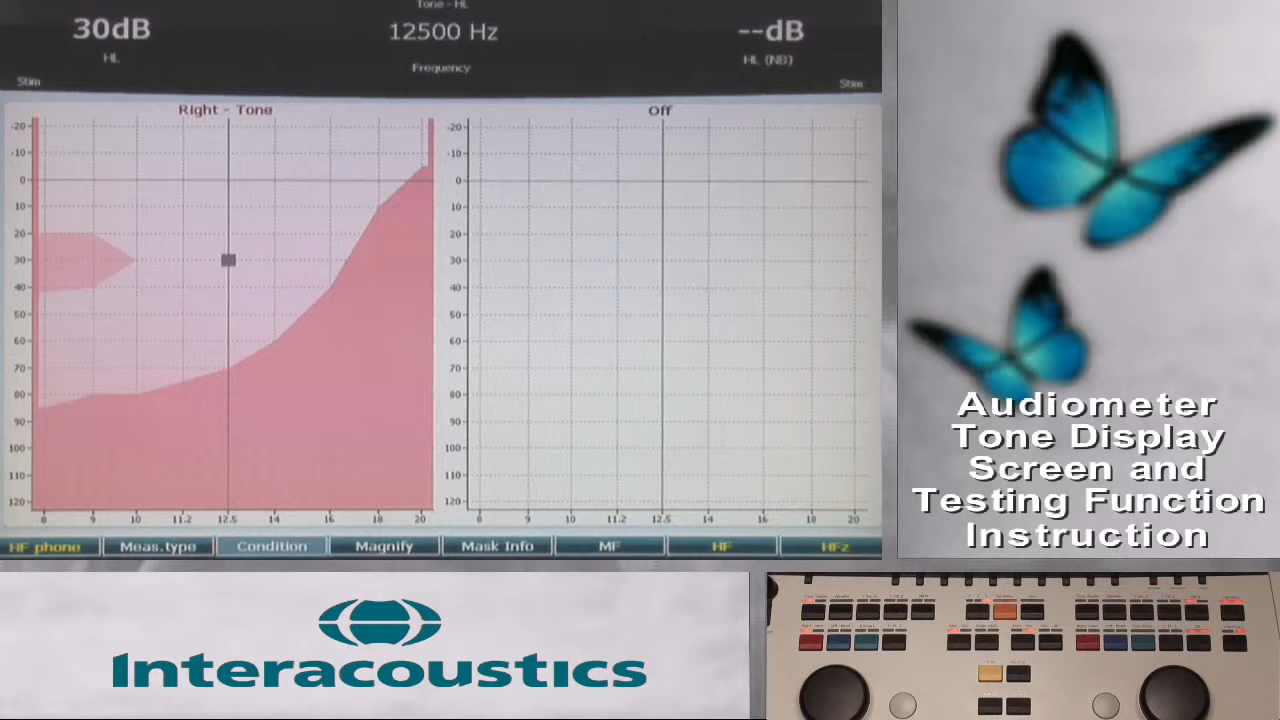 Tone - HL
30dB
12500 Hz
--dB
HL
Frequency
HL (NB)
Stim
Stim
Right - Tone
Off
-20
-10
0
10
20
30
40
50
60
70
80
90
100
110
120
8 9 10 11.2 12.5 14 16 18 20
-20
-10
0
10
20
30
40
50
60
70
80
90
100
110
120
8 9 10 11.2 12.5 14 16 18 20
HF phone Meas.type Condition Magnify Mask Info MF HF HFz
Audiometer
Tone Display
Screen and
Testing Function
Instruction
Interacoustics